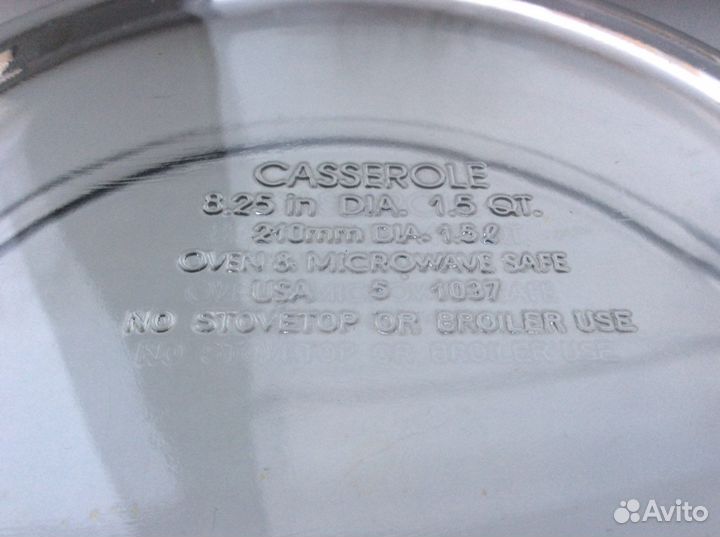 CASSEROLE
8.25 in DIA. 1.5 QT.
210mm DIA. 1.5ℓ
OVEN & MICROWAVE SAFE
USA 5 1037
NO STOVETOP OR BROILER USE
Avito